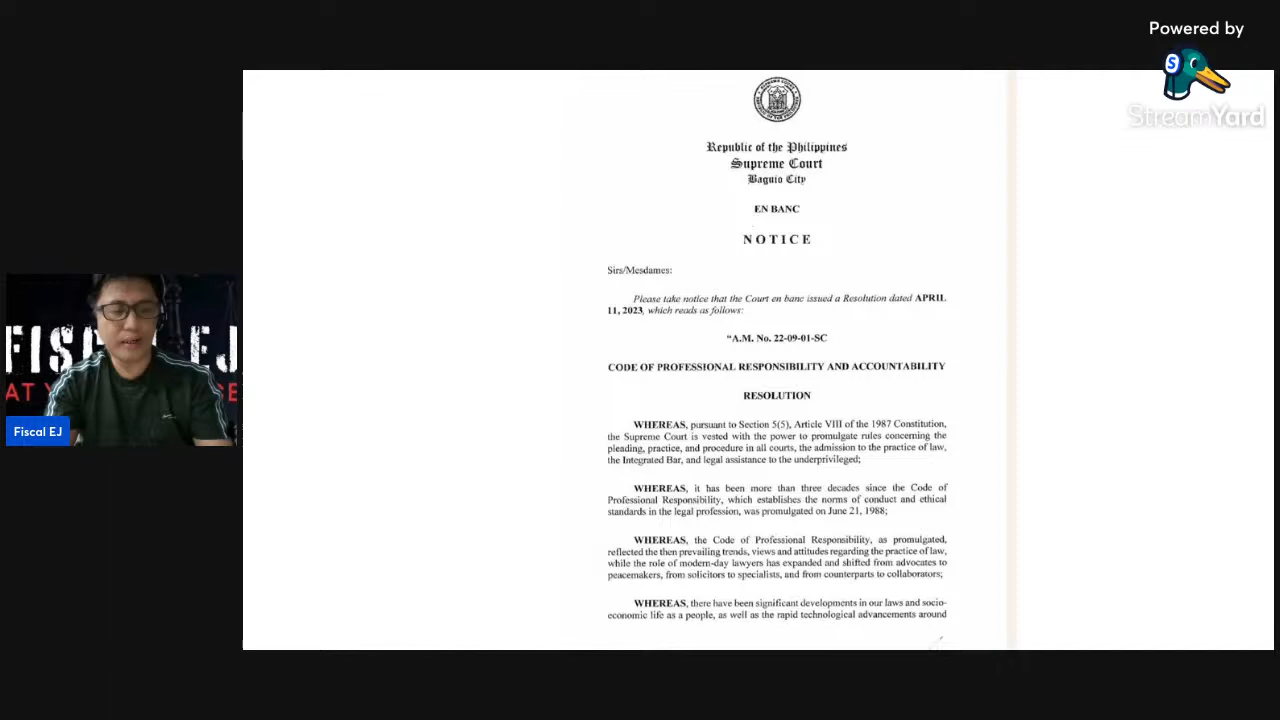 Powered by
StreamYard
Republic of the Philippines
Supreme Court
Baguio City
EN BANC
NOTICE
Sirs/Mesdames:
Please take notice that the Court en banc issued a Resolution dated APRIL
11, 2023, which reads as follows:
"A.M. No. 22-09-01-SC
CODE OF PROFESSIONAL RESPONSIBILITY AND ACCOUNTABILITY
RESOLUTION
WHEREAS, pursuant to Section 5(5), Article VIII of the 1987 Constitution,
the Supreme Court is vested with the power to promulgate rules concerning the
pleading, practice, and procedure in all courts, the admission to the practice of law,
the Integrated Bar, and legal assistance to the underprivileged;
WHEREAS, it has been more than three decades since the Code of
Professional Responsibility, which establishes the norms of conduct and ethical
standards in the legal profession, was promulgated on June 21, 1988;
WHEREAS, the Code of Professional Responsibility, as promulgated,
reflected the then prevailing trends, views and attitudes regarding the practice of law,
while the role of modern-day lawyers has expanded and shifted from advocates to
peacemakers, from solicitors to specialists, and from counterparts to collaborators;
WHEREAS, there have been significant developments in our laws and socio-
economic life as a people, as well as the rapid technological advancements around
FIS EJ
AT
Fiscal EJ